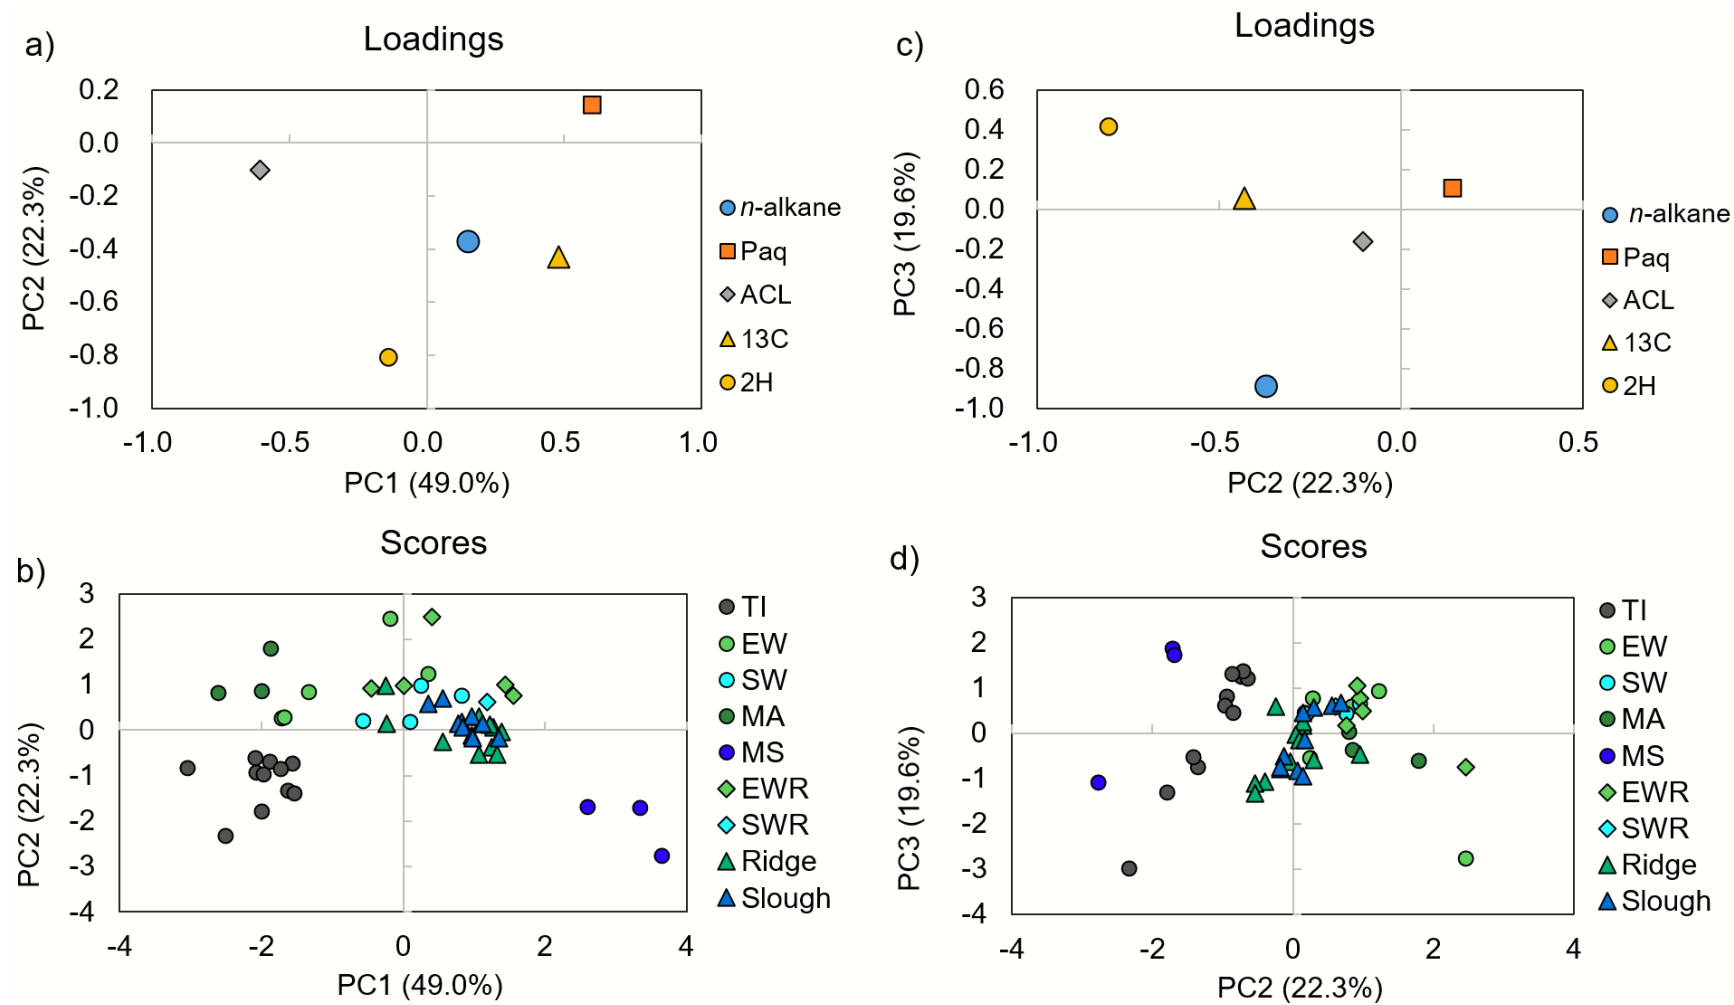 a)
Loadings
0.2
0.0
-0.2
-0.4
-0.6
-0.8
-1.0
PC2 (22.3%)
-1.0 -0.5 0.0 0.5 1.0
PC1 (49.0%)
n-alkane
Paq
ACL
13C
2H
c)
Loadings
0.6
0.4
0.2
0.0
-0.2
-0.4
-0.6
-0.8
-1.0
PC3 (19.6%)
-1.0 -0.5 0.0 0.5
PC2 (22.3%)
n-alkane
Paq
ACL
13C
2H
b)
Scores
3
2
1
0
-1
-2
-3
-4
PC2 (22.3%)
-4 -2 0 2 4
PC1 (49.0%)
TI
EW
SW
MA
MS
EWR
SWR
Ridge
Slough
d)
Scores
3
2
1
0
-1
-2
-3
-4
PC3 (19.6%)
-4 -2 0 2 4
PC2 (22.3%)
TI
EW
SW
MA
MS
EWR
SWR
Ridge
Slough